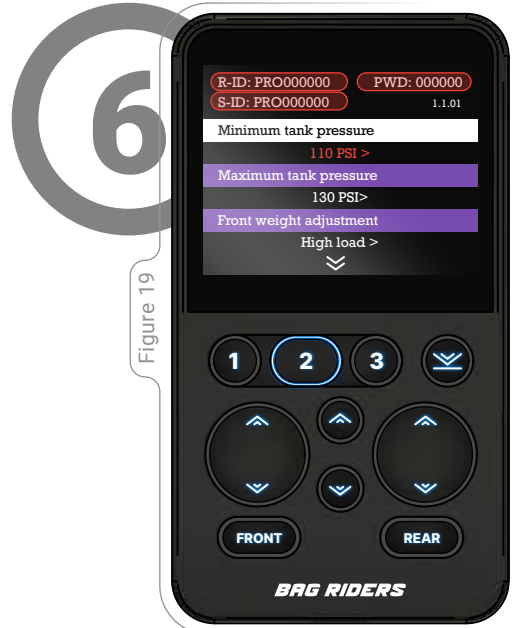 6
Figure 19
R-ID: PRO000000 PWD: 000000
S-ID: PRO000000 1.1.01
Minimum tank pressure
110 PSI >
Maximum tank pressure
130 PSI>
Front weight adjustment
High load >
1 2 3
FRONT REAR
BAG RIDERS